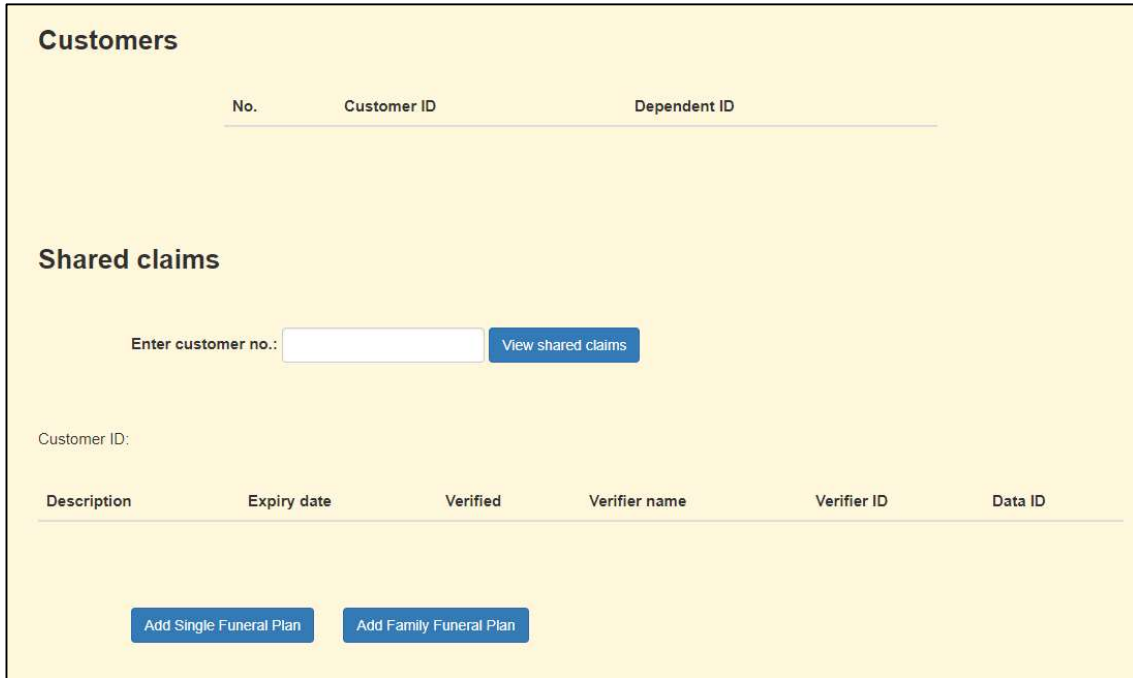 Customers
No. Customer ID Dependent ID
Shared claims
Enter customer no.: View shared claims
Customer ID:
Description Expiry date Verified Verifier name Verifier ID Data ID
Add Single Funeral Plan Add Family Funeral Plan